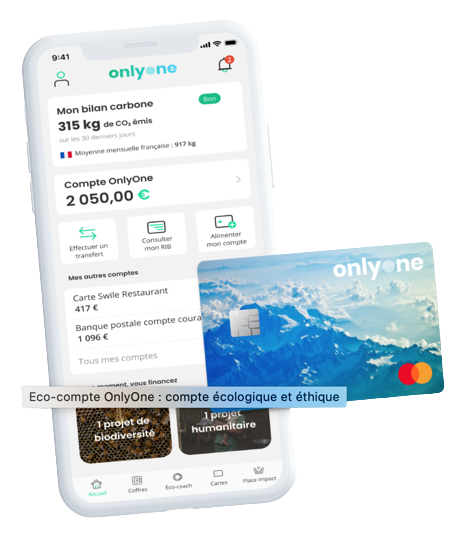 9:41
onlyone
2
Mon bilan carbone
Bon
315 kg de CO₂ émis
sur les 30 derniers jours
Moyenne mensuelle française : 917 kg
Compte OnlyOne
2 050,00 €
Effectuer un
transfert
Consulter
mon RIB
Alimenter
mon compte
Mes autres comptes
Carte Swile Restaurant
417 €
Banque postale compte coura
1 096 €
Tous mes comptes
onlyone
moment, vous financez
Eco-compte OnlyOne : compte écologique et éthique
1 projet de
biodiversité
1 projet
humanitaire
Accueil
Coffres
Éco-coach
Cartes
Place Impact